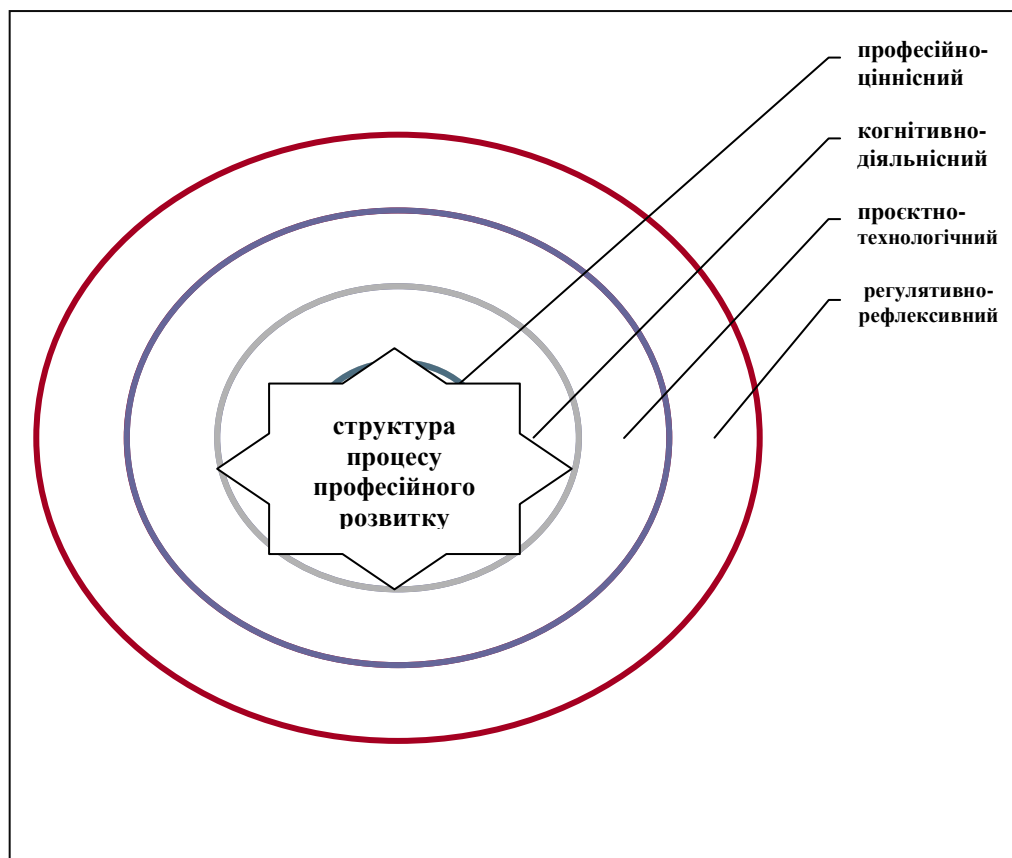 професійно-
ціннісний
когнітивно-
діяльнісний
проєктно-
технологічний
регулятивно-
рефлексивний
структура
процесу
професійного
розвитку